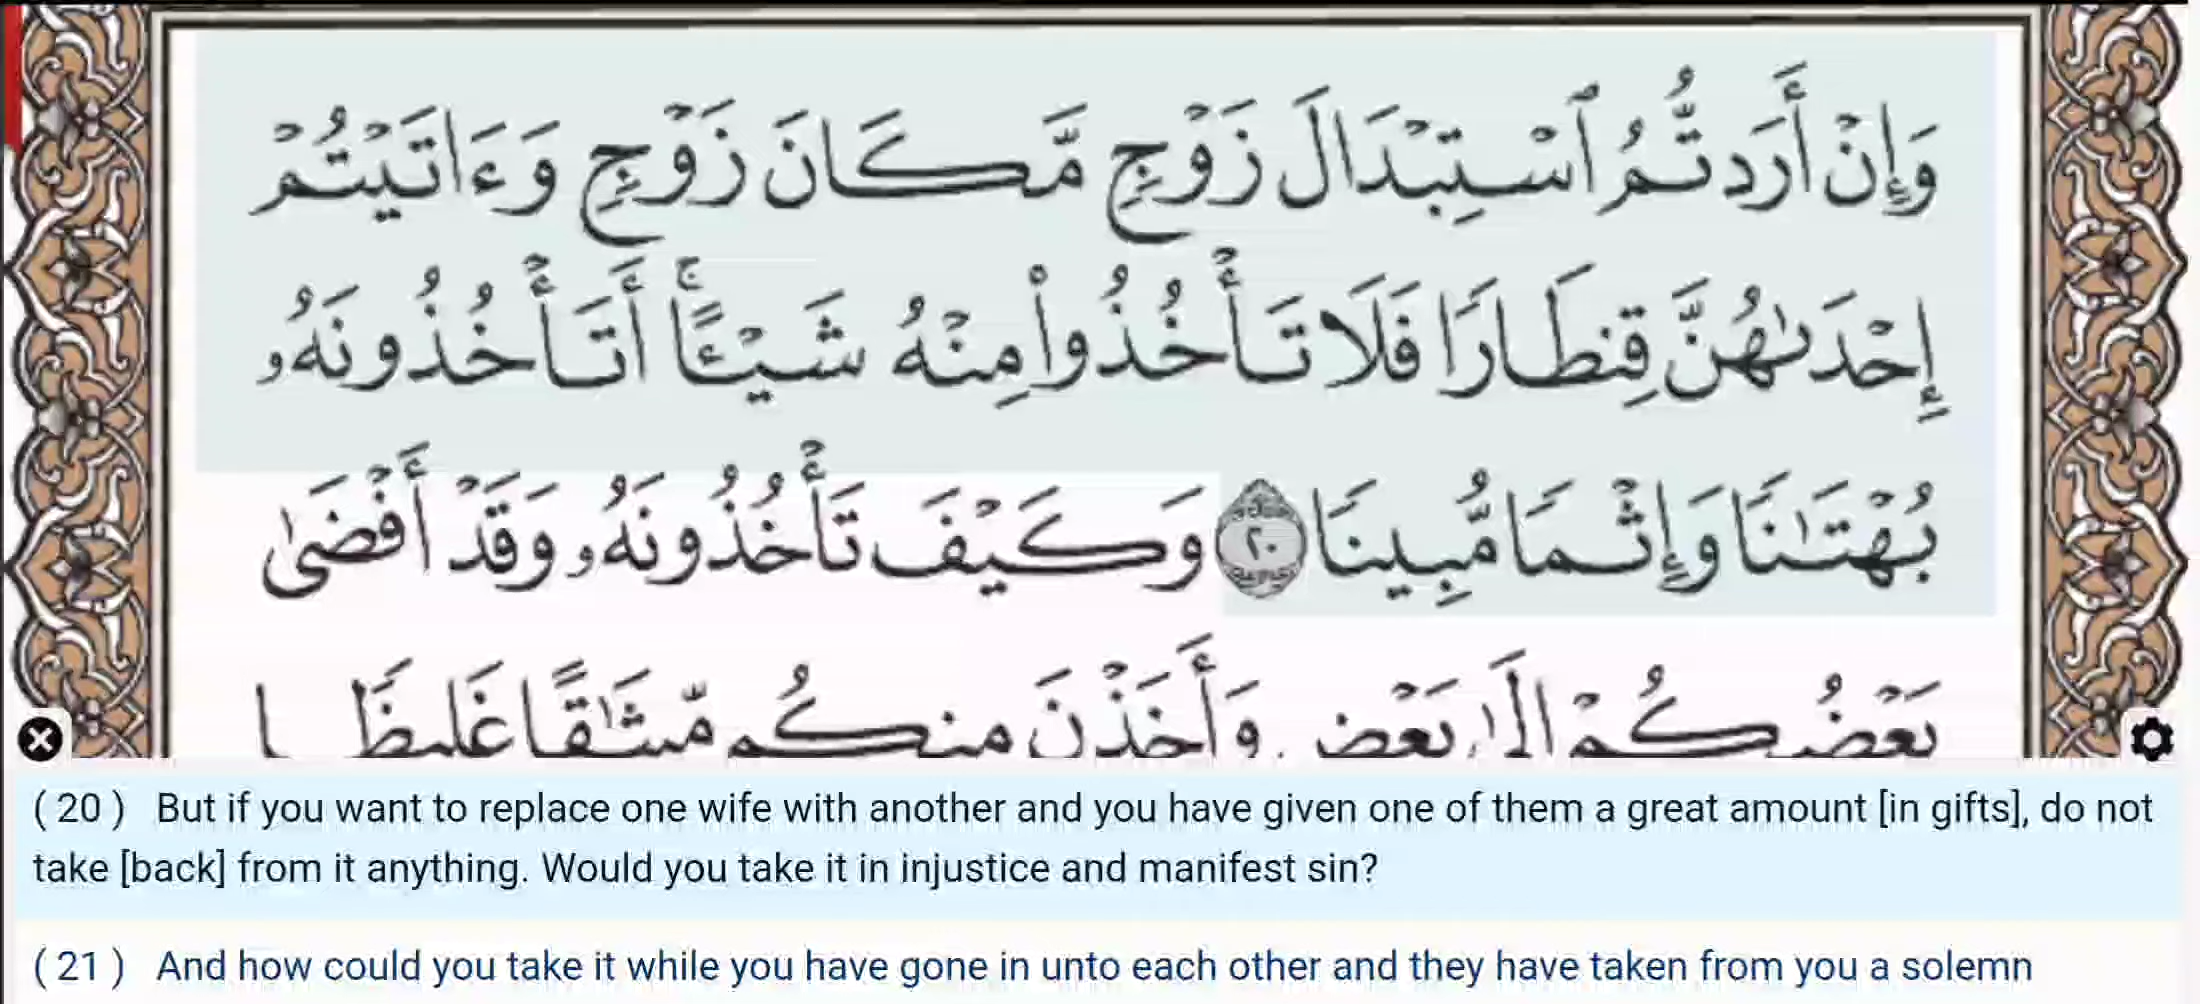 وَإِنْ أَرَدتُّمُ ٱسْتِبْدَالَ زَوْجٍ مَّكَانَ زَوْجٍ وَءَاتَيْتُمْ
إِحْدَىٰهُنَّ قِنطَارًا فَلَا تَأْخُذُوا۟ مِنْهُ شَيْـًٔا ۚ أَتَأْخُذُونَهُۥ
بُهْتَـٰنًا وَإِثْمًا مُّبِينًا ٢٠ وَكَيْفَ تَأْخُذُونَهُۥ وَقَدْ أَفْضَىٰ
بَعْضُكُمْ إِلَىٰ بَعْضٍ وَأَخَذْنَ مِنكُم مِّيثَـٰقًا غَلِيظًا
( 20 ) But if you want to replace one wife with another and you have given one of them a great amount [in gifts], do not
take [back] from it anything. Would you take it in injustice and manifest sin?
( 21 ) And how could you take it while you have gone in unto each other and they have taken from you a solemn